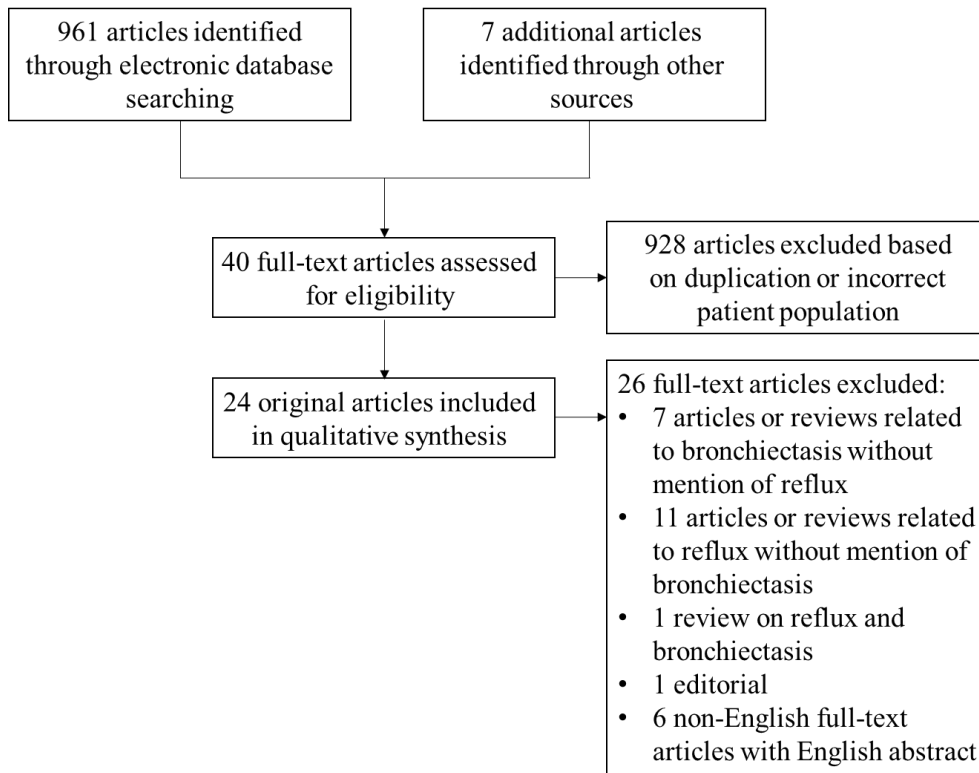 961 articles identified
through electronic database
searching
7 additional articles
identified through other
sources
40 full-text articles assessed
for eligibility
928 articles excluded based
on duplication or incorrect
patient population
24 original articles included
in qualitative synthesis
26 full-text articles excluded:
• 7 articles or reviews related
to bronchiectasis without
mention of reflux
• 11 articles or reviews related
to reflux without mention of
bronchiectasis
• 1 review on reflux and
bronchiectasis
• 1 editorial
• 6 non-English full-text
articles with English abstract